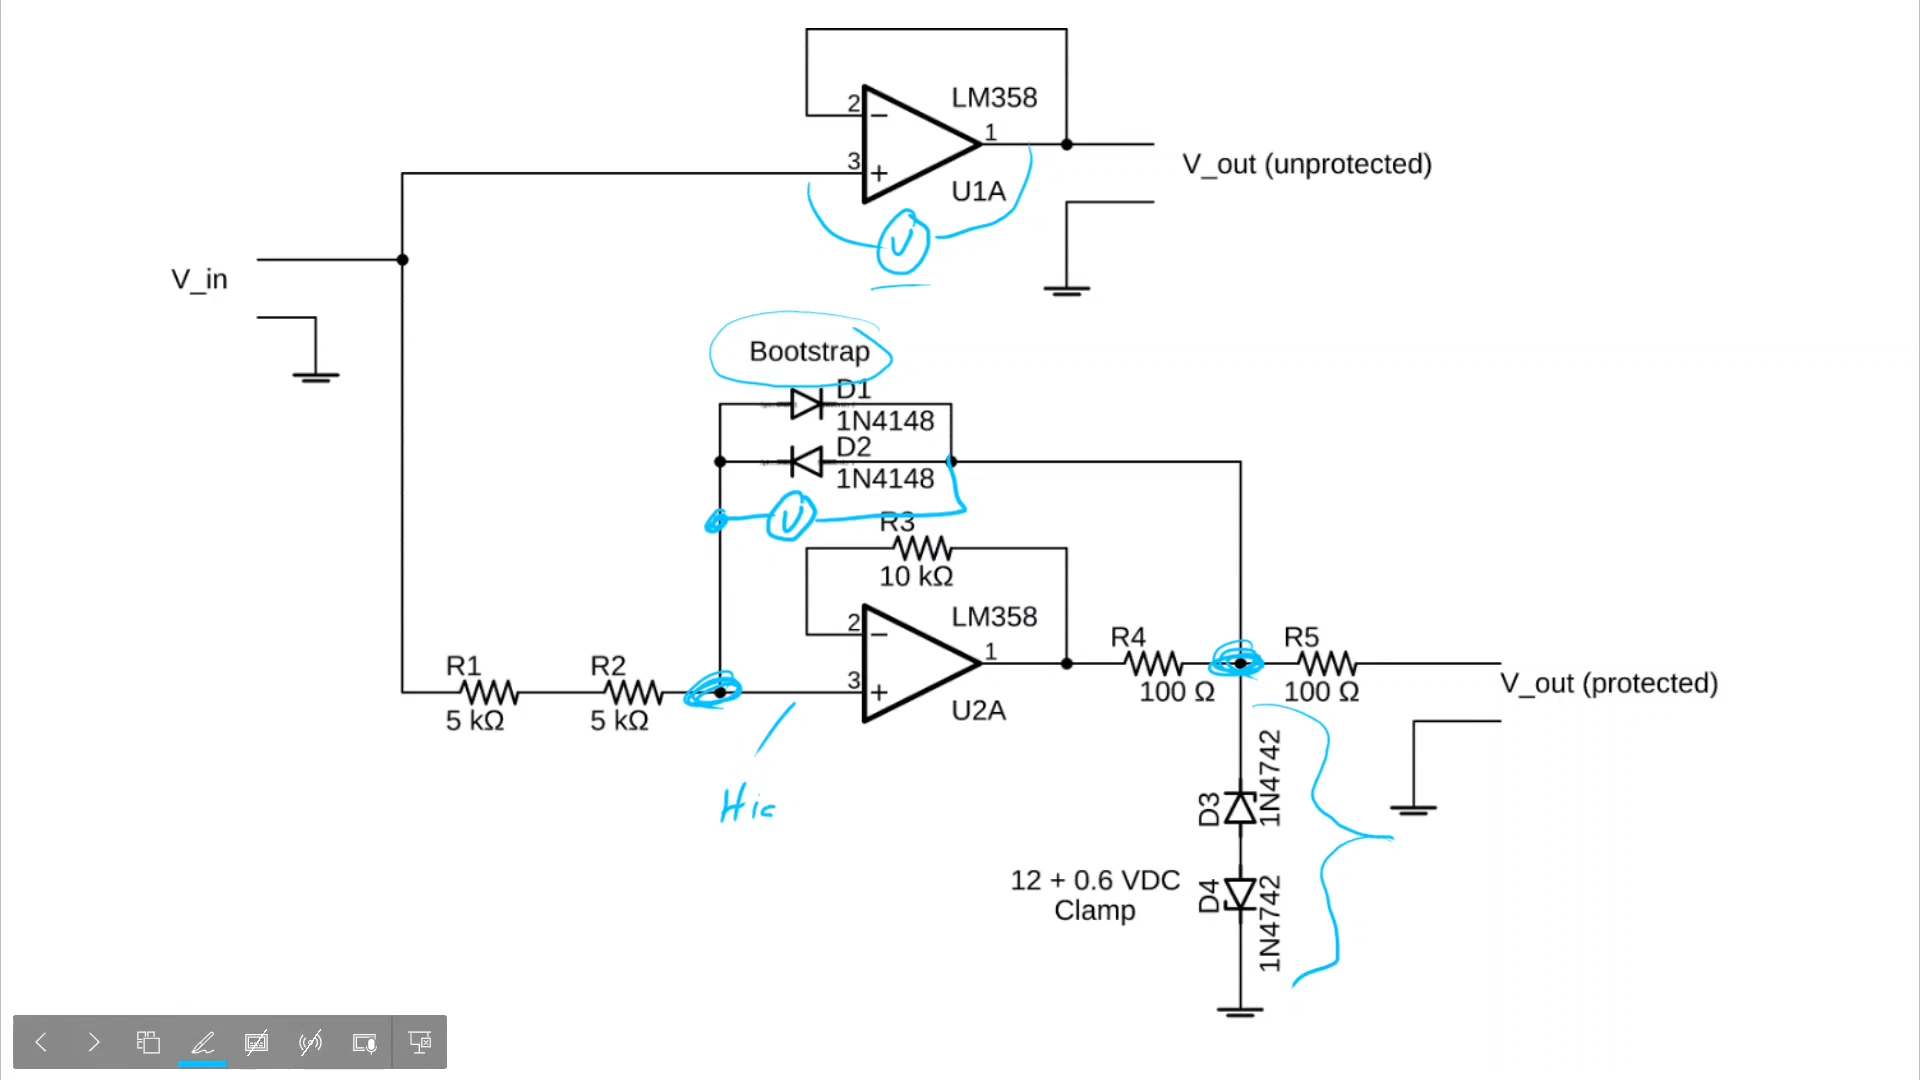 2
LM358
1
3
U1A
V_out (unprotected)
V
V_in
Bootstrap
D1
1N4148
D2
1N4148
V
R3
10 kΩ
2
LM358
1
3
U2A
R1
5 kΩ
R2
5 kΩ
R4
100 Ω
R5
100 Ω
V_out (protected)
D3
1N4742
12 + 0.6 VDC
Clamp
D4
1N4742